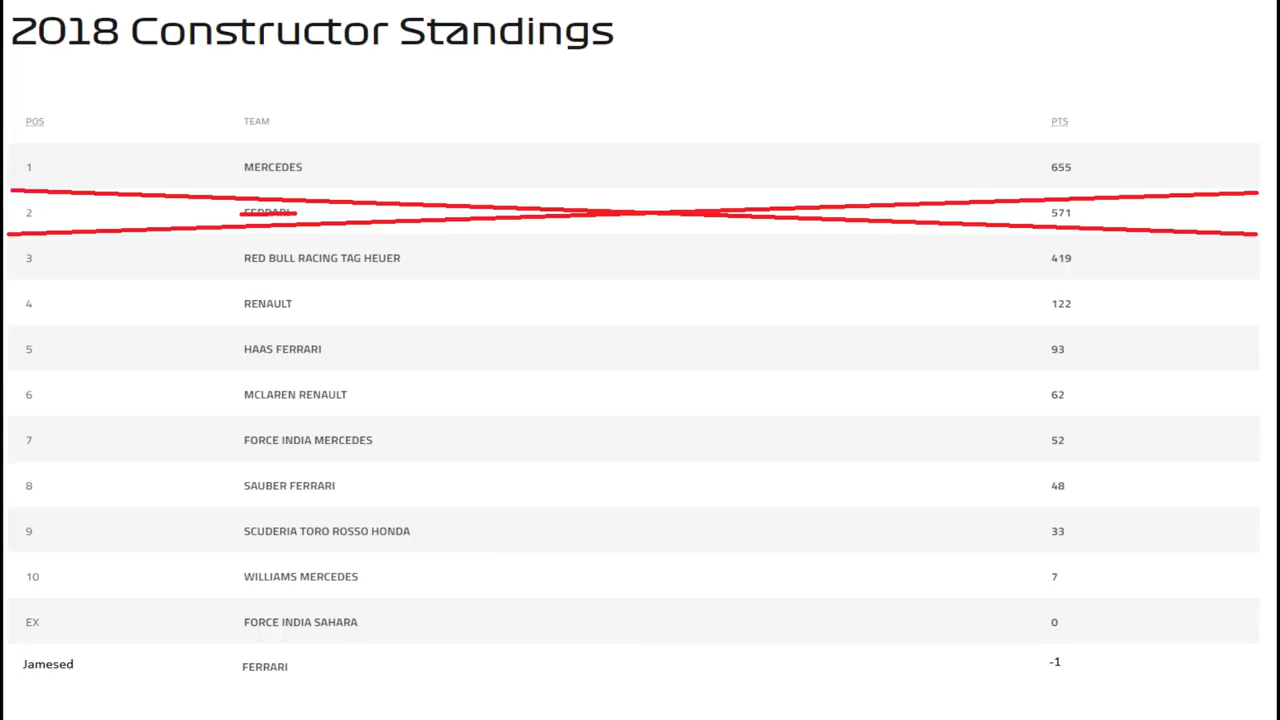 2018 Constructor Standings
POS TEAM PTS
1 MERCEDES 655
2 FERRARI 571
3 RED BULL RACING TAG HEUER 419
4 RENAULT 122
5 HAAS FERRARI 93
6 MCLAREN RENAULT 62
7 FORCE INDIA MERCEDES 52
8 SAUBER FERRARI 48
9 SCUDERIA TORO ROSSO HONDA 33
10 WILLIAMS MERCEDES 7
EX FORCE INDIA SAHARA 0
Jamesed FERRARI -1